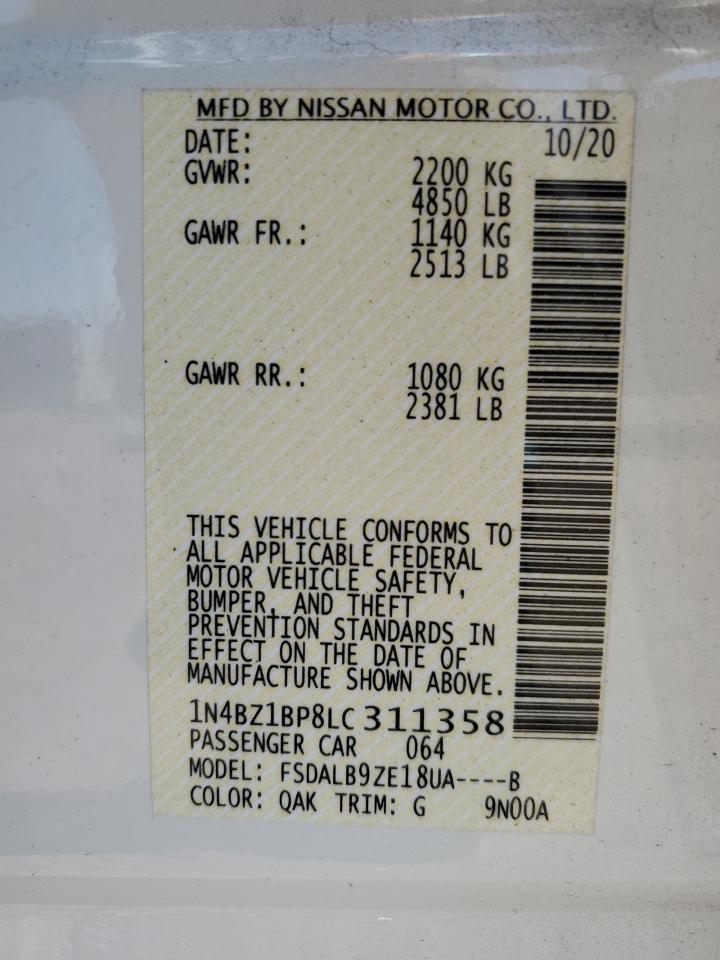 MFD BY NISSAN MOTOR CO., LTD.
DATE: 10/20
GVWR: 2200 KG
4850 LB
GAWR FR.: 1140 KG
2513 LB
GAWR RR.: 1080 KG
2381 LB
THIS VEHICLE CONFORMS TO
ALL APPLICABLE FEDERAL
MOTOR VEHICLE SAFETY,
BUMPER, AND THEFT
PREVENTION STANDARDS IN
EFFECT ON THE DATE OF
MANUFACTURE SHOWN ABOVE.
1N4BZ1BP8LC311358
PASSENGER CAR 064
MODEL: FSDALB9ZE18UA----B
COLOR: QAK TRIM: G 9N00A